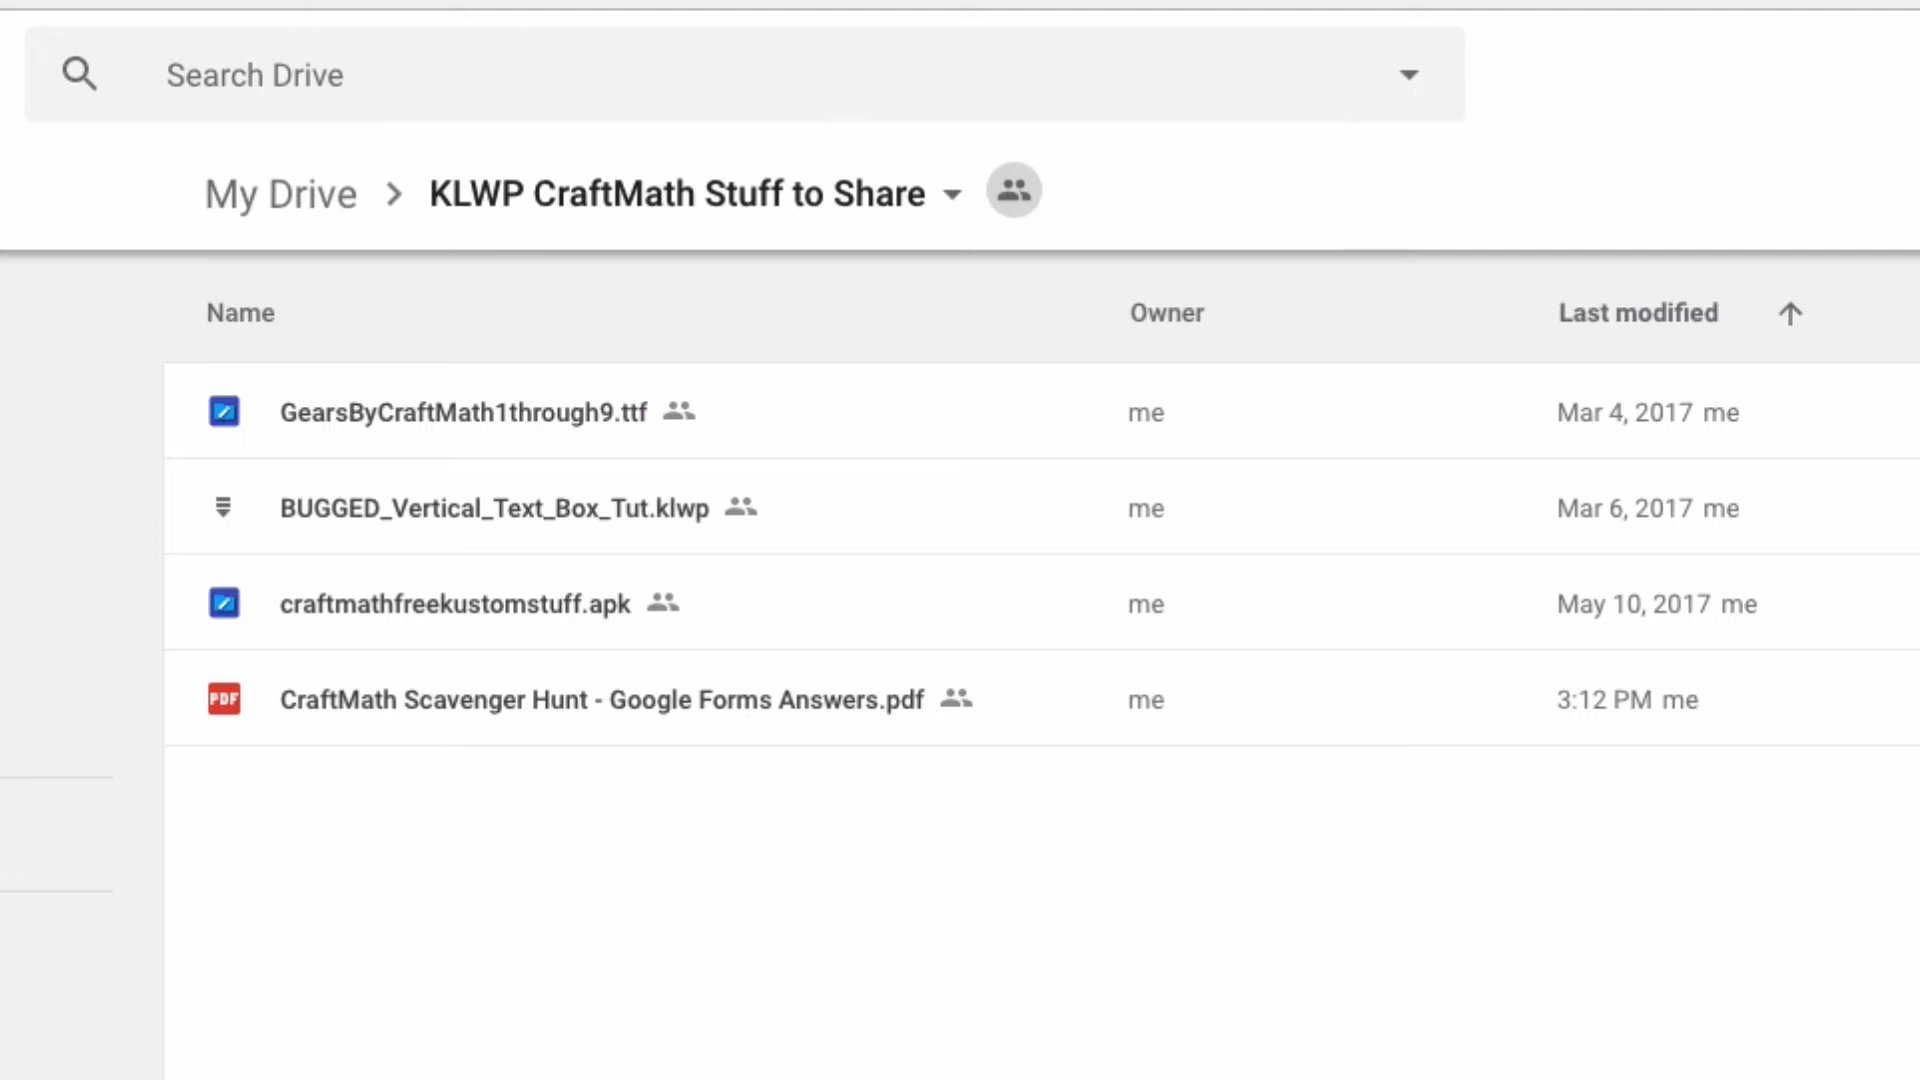 Search Drive
My Drive > KLWP CraftMath Stuff to Share
Name Owner Last modified
GearsByCraftMath1through9.ttf me Mar 4, 2017 me
BUGGED_Vertical_Text_Box_Tut.klwp me Mar 6, 2017 me
craftmathfreekustomstuff.apk me May 10, 2017 me
PDF CraftMath Scavenger Hunt - Google Forms Answers.pdf me 3:12 PM me